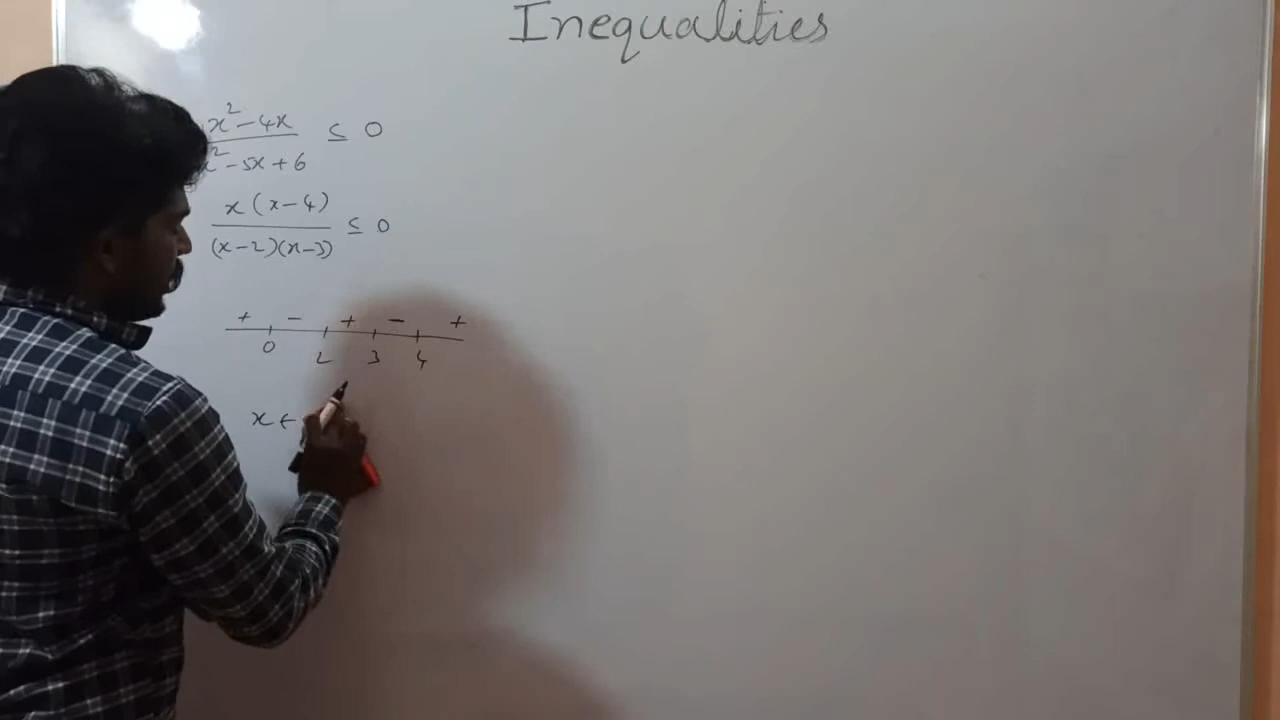 Inequalities
x² - 4x
x² - 5x + 6
≤ 0
x (x - 4)
(x - 2)(x - 3)
≤ 0
+ - + - +
0 2 3 4
x ∈